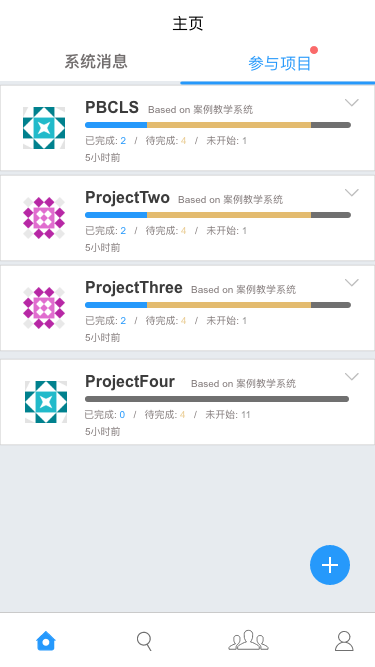 主页
系统消息 参与项目
PBCLS Based on 案例教学系统
已完成: 2 / 待完成: 4 / 未开始: 1
5小时前
ProjectTwo Based on 案例教学系统
已完成: 2 / 待完成: 4 / 未开始: 1
5小时前
ProjectThree Based on 案例教学系统
已完成: 2 / 待完成: 4 / 未开始: 1
5小时前
ProjectFour Based on 案例教学系统
已完成: 0 / 待完成: 4 / 未开始: 11
5小时前